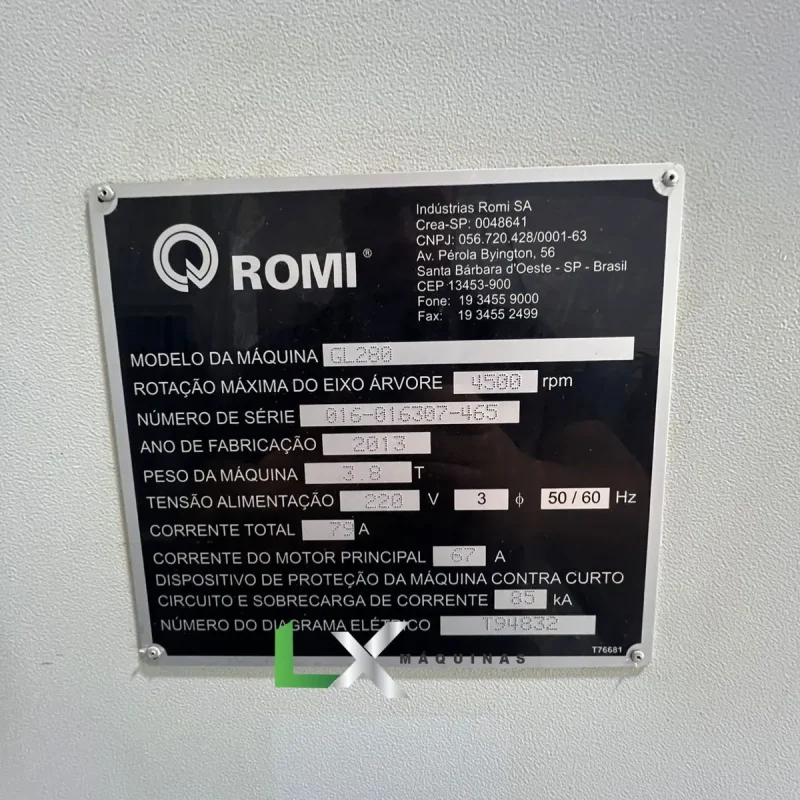 ROMI®
Indústrias Romi SA
Crea-SP: 0048641
CNPJ: 056.720.428/0001-63
Av. Pérola Byington, 56
Santa Bárbara d'Oeste - SP - Brasil
CEP 13453-900
Fone: 19 3455 9000
Fax: 19 3455 2499
MODELO DA MÁQUINA GL280
ROTAÇÃO MÁXIMA DO EIXO ÁRVORE 4500 rpm
NÚMERO DE SÉRIE 016-016307-465
ANO DE FABRICAÇÃO 2013
PESO DA MÁQUINA 3.8 T
TENSÃO ALIMENTAÇÃO 220 V 3 ϕ 50 / 60 Hz
CORRENTE TOTAL 79 A
CORRENTE DO MOTOR PRINCIPAL 67 A
DISPOSITIVO DE PROTEÇÃO DA MÁQUINA CONTRA CURTO
CIRCUITO E SOBRECARGA DE CORRENTE 85 kA
NÚMERO DO DIAGRAMA ELÉTRICO T94832
T76681
LX MÁQUINAS